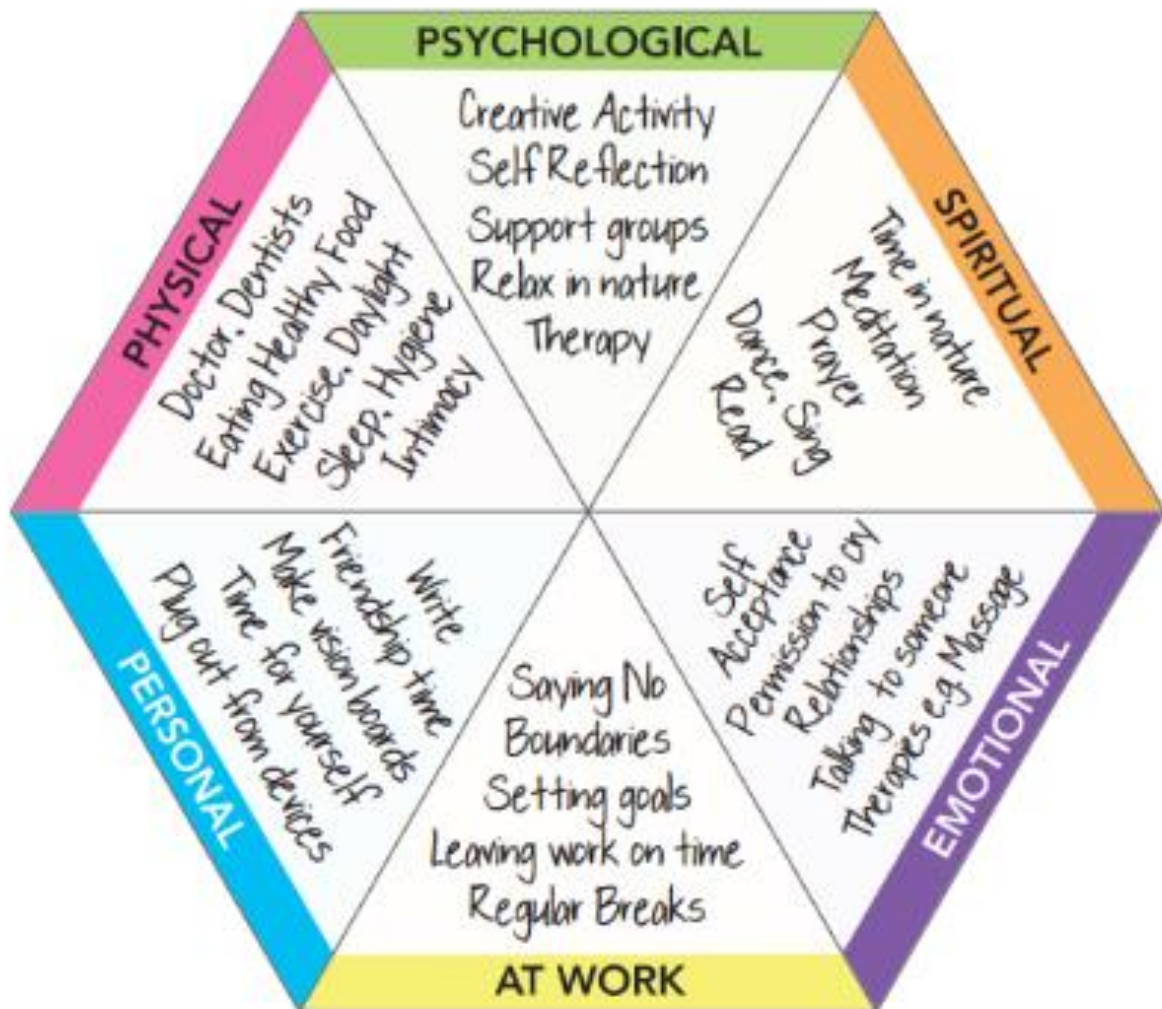 PSYCHOLOGICAL
Creative Activity
Self Reflection
Support groups
Relax in nature
Therapy
SPIRITUAL
Time in nature
Meditation
Prayer
Dance, Sing
Read
EMOTIONAL
Self
Acceptance
Permission to cry
Relationships
Talking to someone
Therapies e.g. Massage
AT WORK
Saying No
Boundaries
Setting goals
Leaving work on time
Regular Breaks
PERSONAL
Write
Friendship time
Make vision boards
Time for yourself
Plug out from devices
PHYSICAL
Doctor, Dentists
Eating Healthy Food
Exercise, Daylight
Sleep, Hygiene
Intimacy